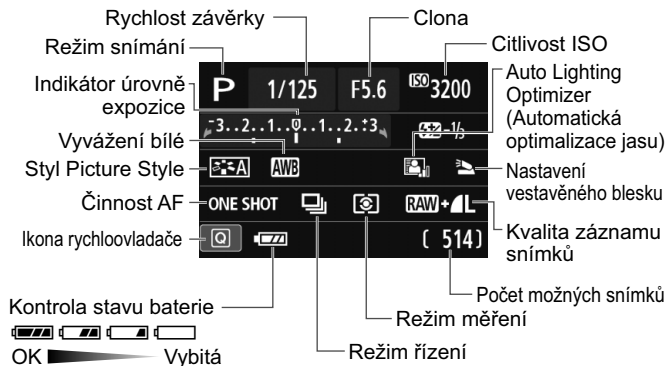 Rychlost závěrky
Clona
Režim snímání
Citlivost ISO
Indikátor úrovně
expozice
Auto Lighting
Optimizer
(Automatická
optimalizace jasu)
Vyvážení bílé
Styl Picture Style
Nastavení
vestavěného blesku
Činnost AF
Kvalita záznamu
snímků
Ikona rychloovladače
Počet možných snímků
Kontrola stavu baterie
Režim měření
OK
Vybitá
Režim řízení
P 1/125 F5.6 ISO 3200
-3..2..1..0..1..2.:3 -1/3
A AWB
ONE SHOT RAW+L
Q ( 514)